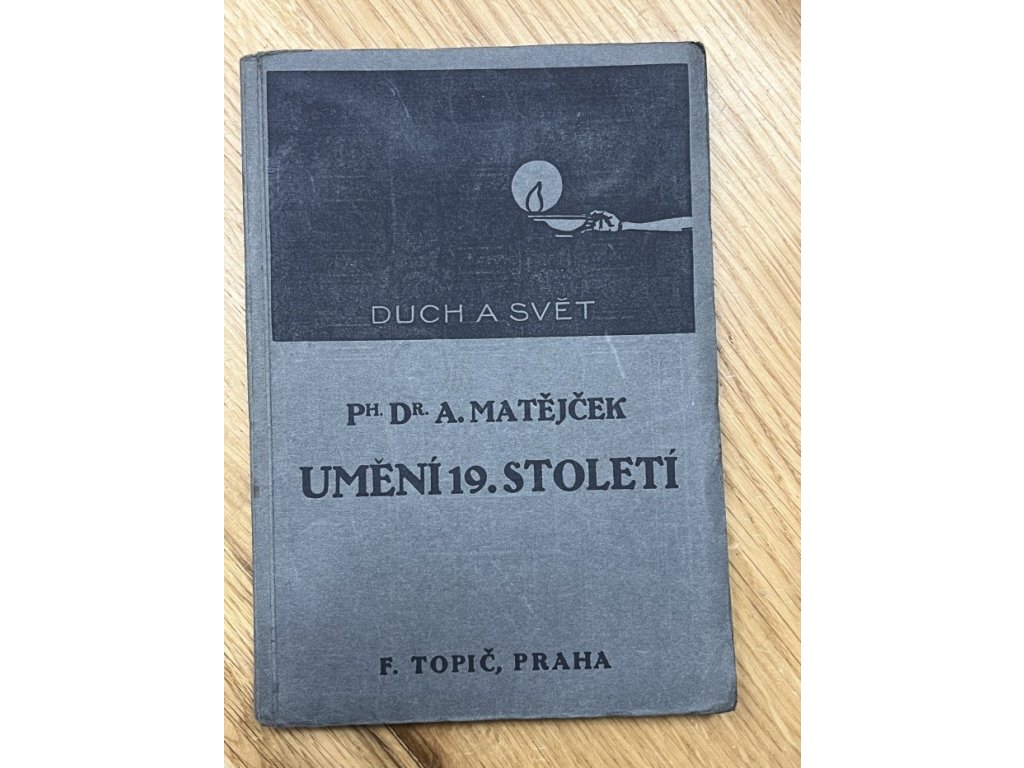 DUCH A SVĚT
PH. DR. A. MATĚJČEK
UMĚNÍ 19. STOLETÍ
F. TOPIČ, PRAHA